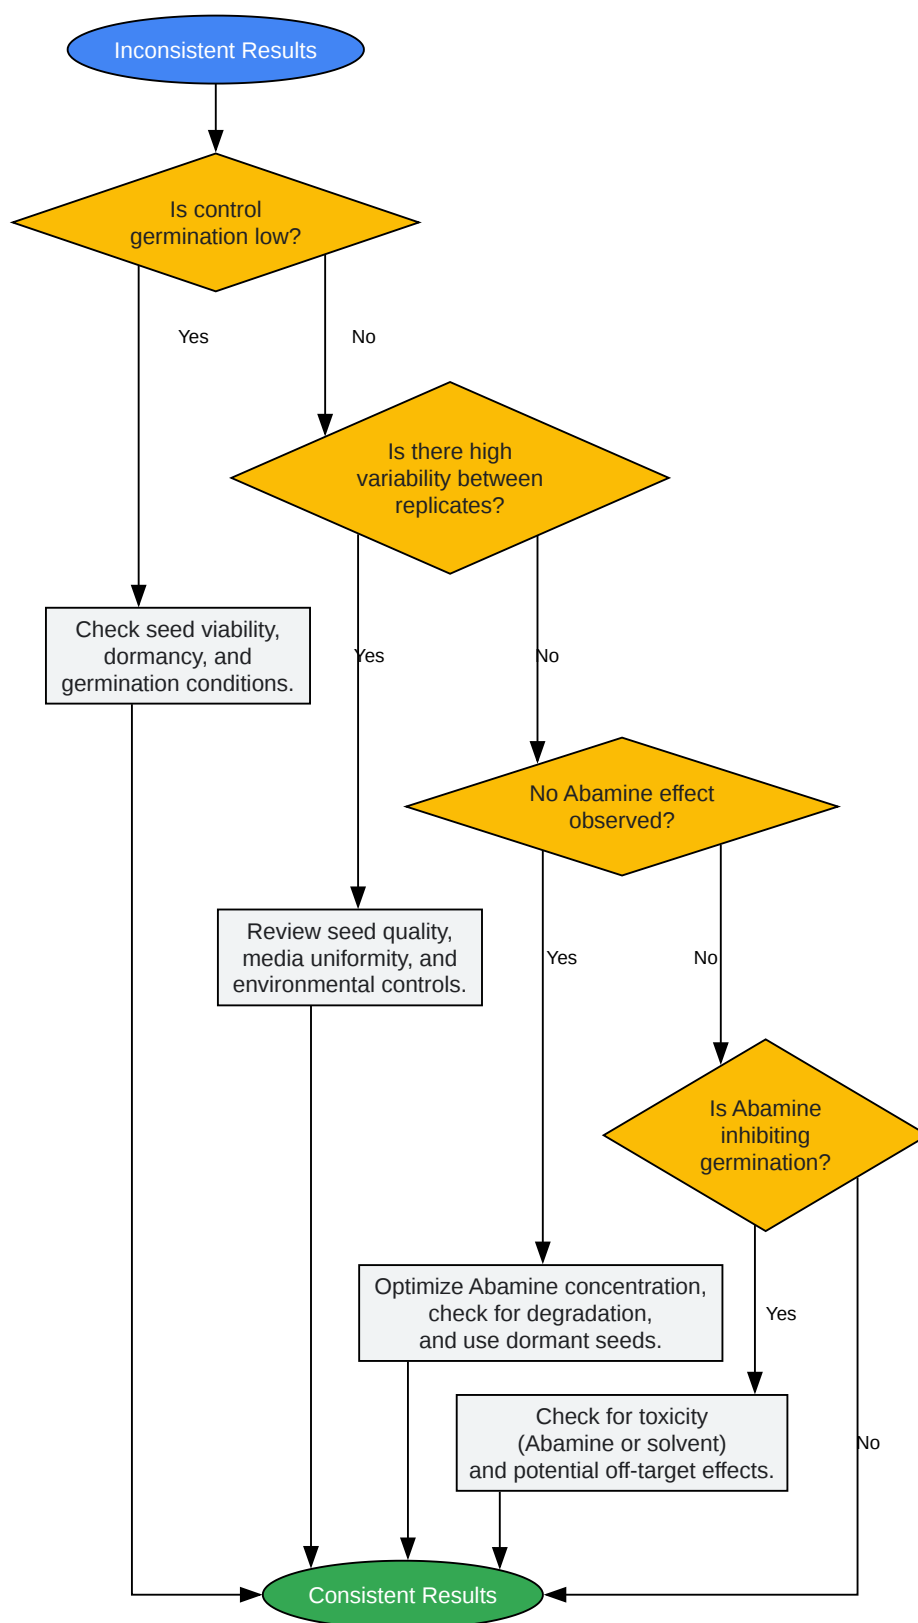 Inconsistent Results
Is control
germination low?
Yes
No
Is there high
variability between
replicates?
Check seed viability,
dormancy, and
germination conditions.
Yes
No
No Abamine effect
observed?
Review seed quality,
media uniformity, and
environmental controls.
Yes
No
Is Abamine
inhibiting
germination?
Optimize Abamine concentration,
check for degradation,
and use dormant seeds.
Yes
Check for toxicity
(Abamine or solvent)
and potential off-target effects.
No
Consistent Results